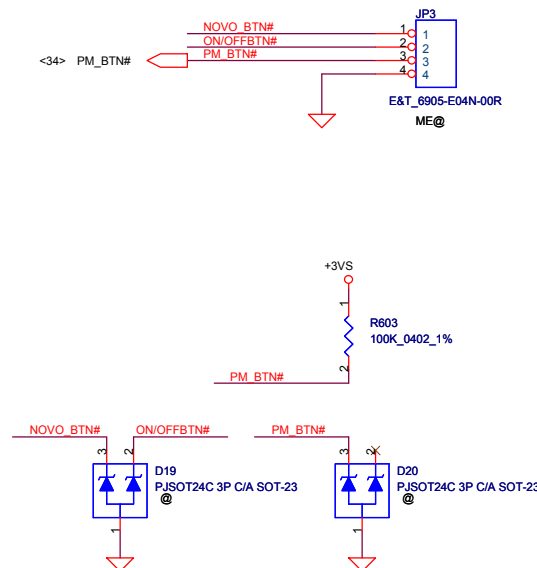 JP3
NOVO_BTN# 1 1
ON/OFFBTN# 2 2
<34> PM_BTN# PM_BTN# 3 3
4 4
E&T_6905-E04N-00R
ME@
+3VS
1
R603
100K_0402_1%
2
PM_BTN#
NOVO_BTN# ON/OFFBTN# PM_BTN#
3 2 3 2
D19 D20
PJSOT24C 3P C/A SOT-23 PJSOT24C 3P C/A SOT-23
@ @
1 1